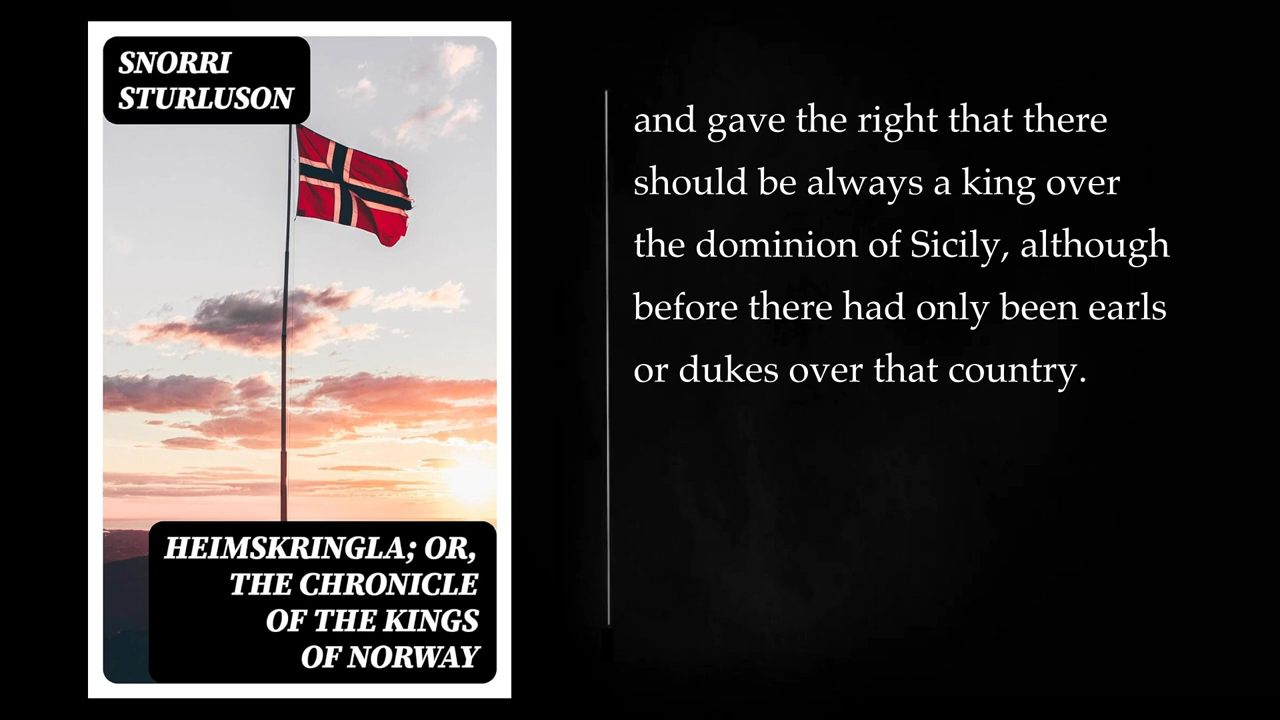 SNORRI
STURLUSON
HEIMSKRINGLA; OR,
THE CHRONICLE
OF THE KINGS
OF NORWAY
and gave the right that there
should be always a king over
the dominion of Sicily, although
before there had only been earls
or dukes over that country.